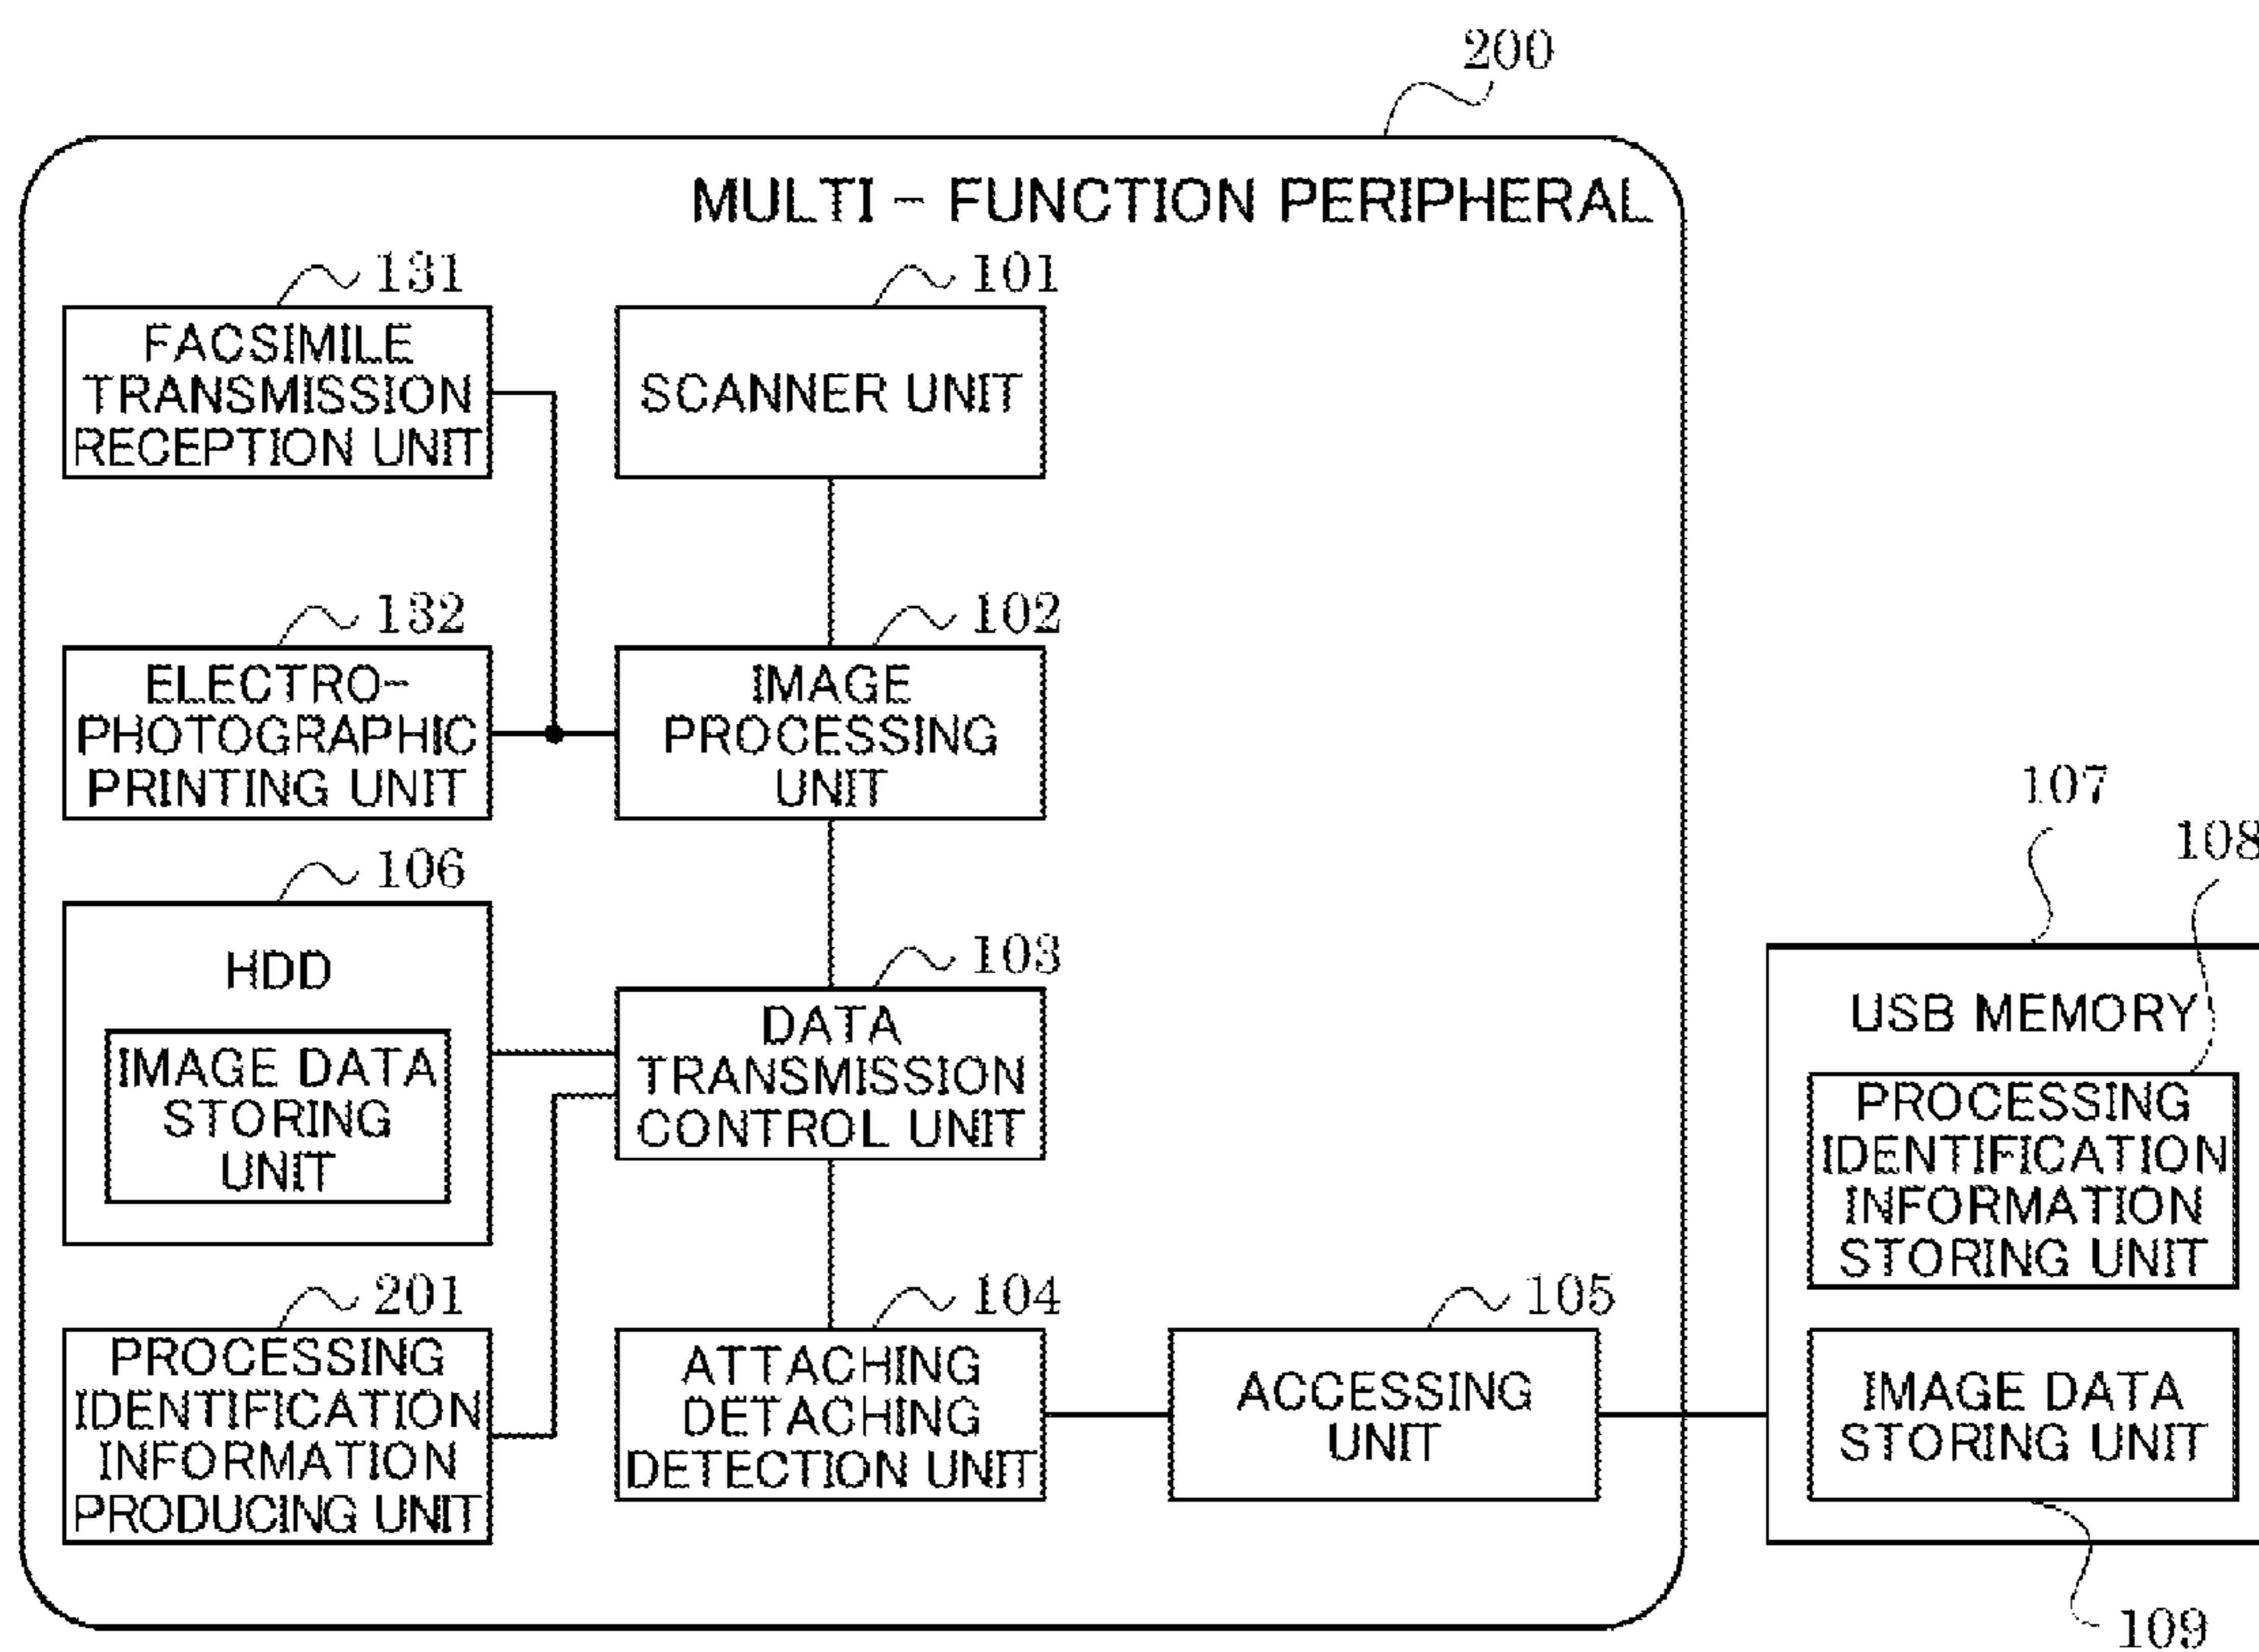 200
MULTI - FUNCTION PERIPHERAL
131
FACSIMILE
TRANSMISSION
RECEPTION UNIT
101
SCANNER UNIT
132
ELECTRO-
PHOTOGRAPHIC
PRINTING UNIT
102
IMAGE
PROCESSING
UNIT
106
HDD
IMAGE DATA
STORING
UNIT
103
DATA
TRANSMISSION
CONTROL UNIT
201
PROCESSING
IDENTIFICATION
INFORMATION
PRODUCING UNIT
104
ATTACHING
DETACHING
DETECTION UNIT
105
ACCESSING
UNIT
107
108
USB MEMORY
PROCESSING
IDENTIFICATION
INFORMATION
STORING UNIT
IMAGE DATA
STORING UNIT
109